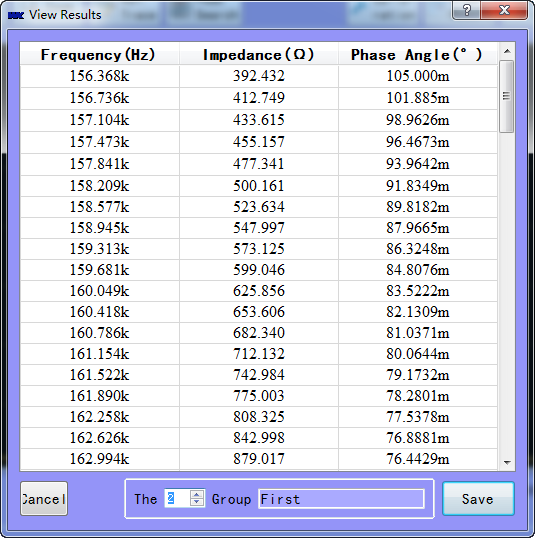 View Results
Frequency(Hz) Impedance(Ω) Phase Angle(°)
156.368k 392.432 105.000m
156.736k 412.749 101.885m
157.104k 433.615 98.9626m
157.473k 455.157 96.4673m
157.841k 477.341 93.9642m
158.209k 500.161 91.8349m
158.577k 523.634 89.8182m
158.945k 547.997 87.9665m
159.313k 573.125 86.3248m
159.681k 599.046 84.8076m
160.049k 625.856 83.5222m
160.418k 653.606 82.1309m
160.786k 682.340 81.0371m
161.154k 712.132 80.0644m
161.522k 742.984 79.1732m
161.890k 775.003 78.2801m
162.258k 808.325 77.5378m
162.626k 842.998 76.8881m
162.994k 879.017 76.4429m
Cancel The 2 Group First Save